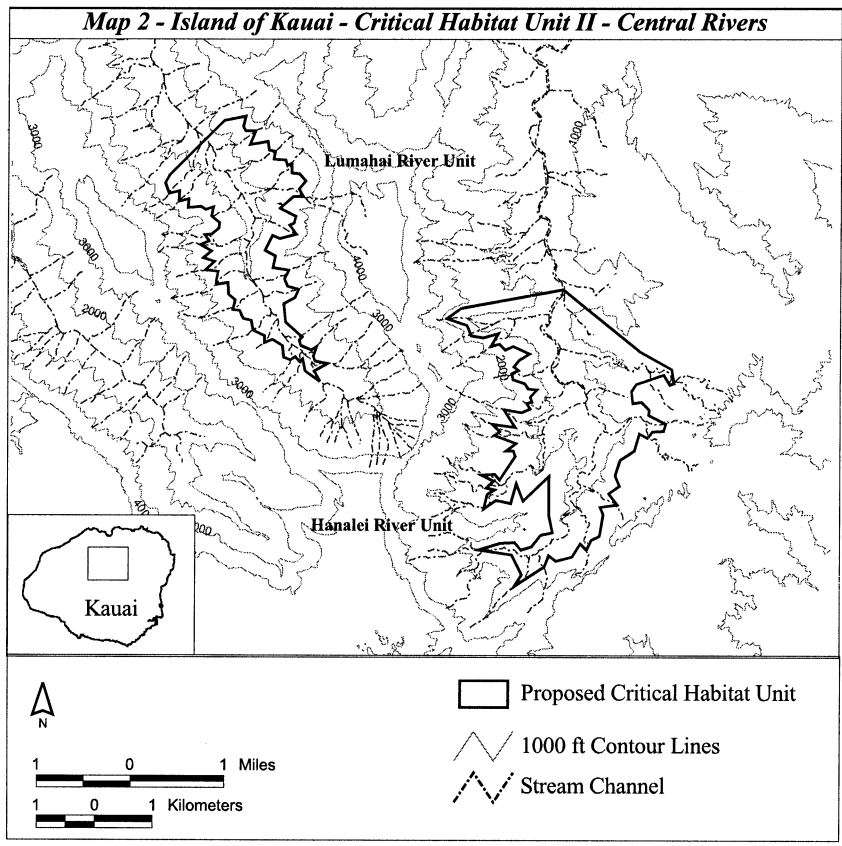 Map 2 - Island of Kauai - Critical Habitat Unit II - Central Rivers
1000
3000
Lumahai River Unit
3000
4000
2000
3000
2000
3000
3000
Hanalei River Unit
000
Kauai
N
Proposed Critical Habitat Unit
1 0 1 Miles
1000 ft Contour Lines
1 0 1 Kilometers
Stream Channel